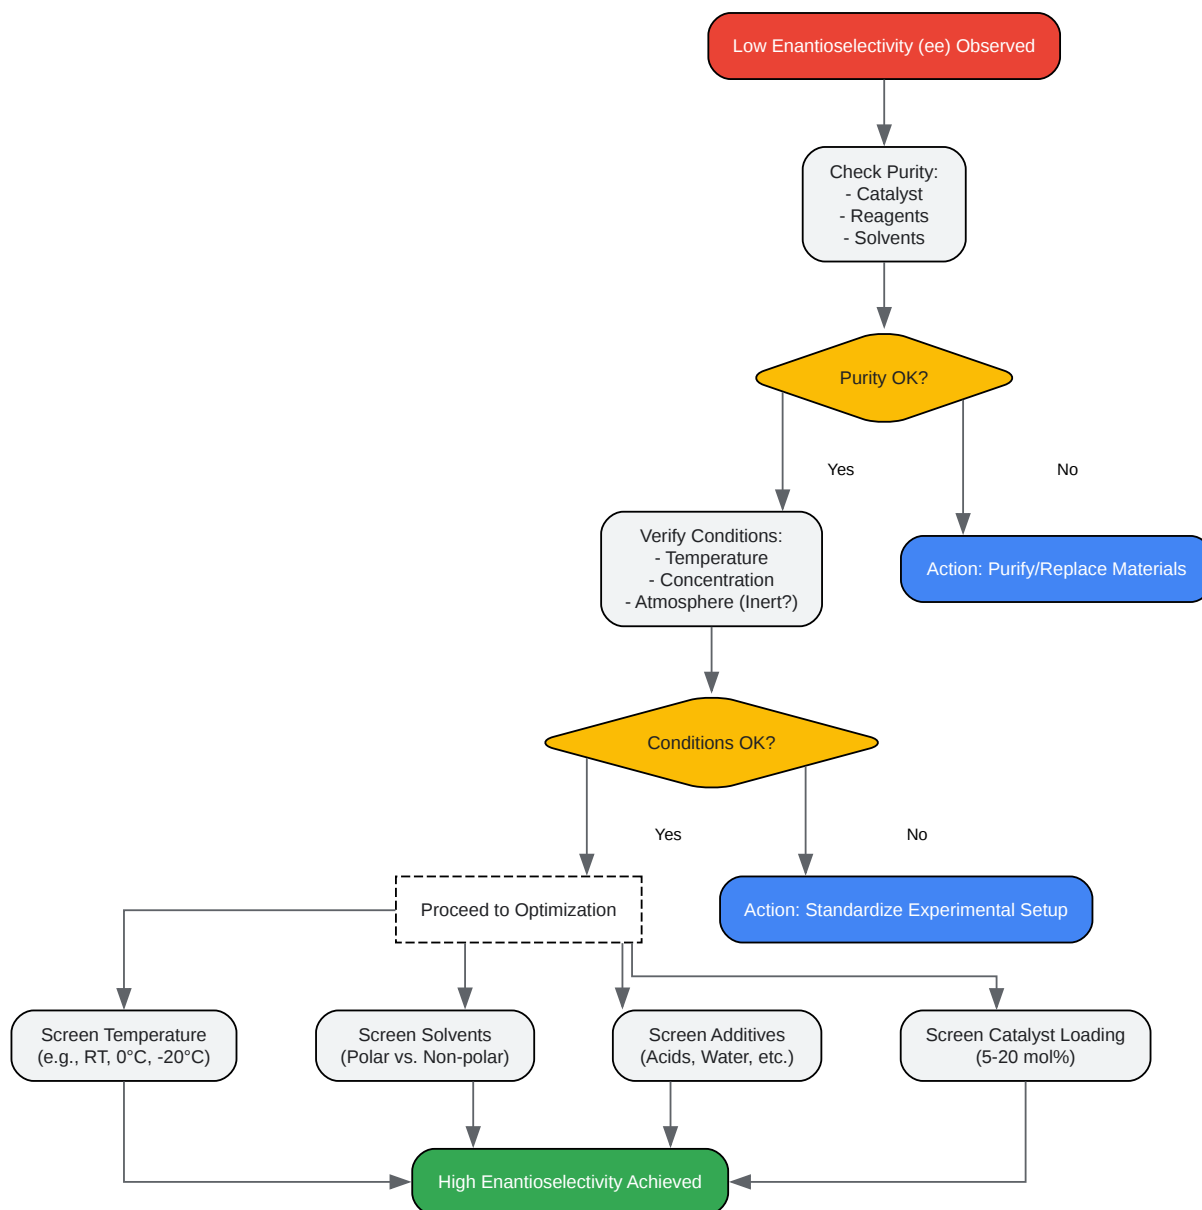 Low Enantioselectivity (ee) Observed
Check Purity:
- Catalyst
- Reagents
- Solvents
Purity OK?
Yes
No
Verify Conditions:
- Temperature
- Concentration
- Atmosphere (Inert?)
Action: Purify/Replace Materials
Conditions OK?
Yes
No
Proceed to Optimization
Action: Standardize Experimental Setup
Screen Temperature
(e.g., RT, 0°C, -20°C)
Screen Solvents
(Polar vs. Non-polar)
Screen Additives
(Acids, Water, etc.)
Screen Catalyst Loading
(5-20 mol%)
High Enantioselectivity Achieved